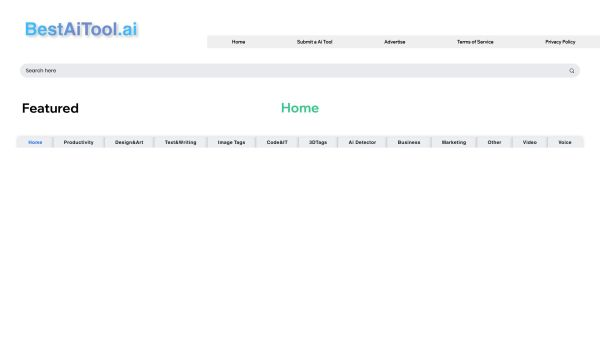 BestAiTool.ai
Home Submit a Ai Tool Advertise Terms of Service Privacy Policy
Search here
Featured Home
Home Productivity Design&Art Text&Writing Image Tags Code&IT 3DTags AI Detector Business Marketing Other Video Voice